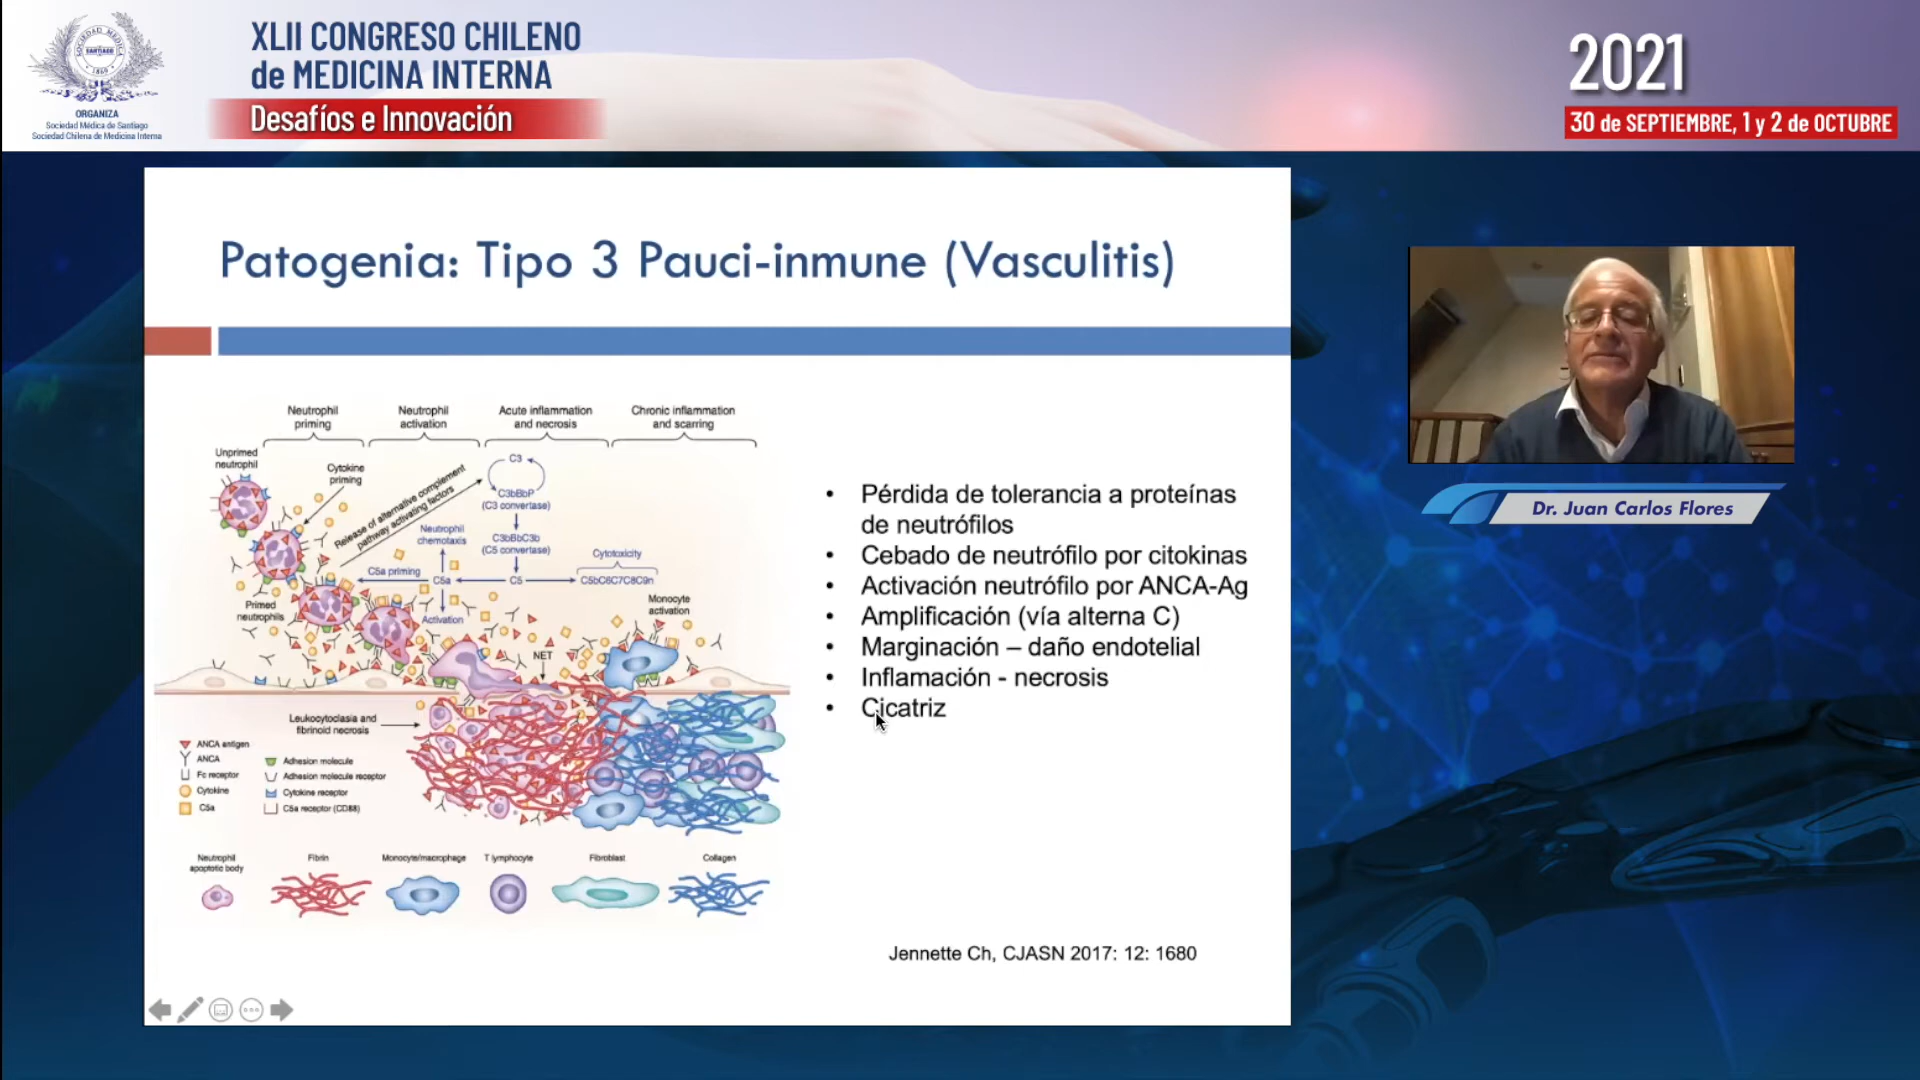 SOCIEDAD MEDICA
SANTIAGO
1869
ORGANIZA
Sociedad Médica de Santiago
Sociedad Chilena de Medicina Interna
XLII CONGRESO CHILENO
de MEDICINA INTERNA
Desafíos e Innovación
2021
30 de SEPTIEMBRE, 1 y 2 de OCTUBRE
Patogenia: Tipo 3 Pauci-inmune (Vasculitis)
Neutrophil
priming
Neutrophil
activation
Acute inflammation
and necrosis
Chronic inflammation
and scarring
Unprimed
neutrophil
Cytokine
priming
Release of alternative complement
pathway activating factors
C3
C3bBbP
(C3 convertase)
Neutrophil
chemotaxis
C3bBbC3b
(C5 convertase)
Cytotoxicity
C5a priming
C5a
C5
C5bC6C7C8C9n
Primed
neutrophils
Activation
Monocyte
activation
NET
Leukocytoclasia and
fibrinoid necrosis
ANCA antigen
ANCA
Fc receptor
Cytokine
C5a
Adhesion molecule
Adhesion molecule receptor
Cytokine receptor
C5a receptor (CD88)
Neutrophil
apoptotic body
Fibrin
Monocyte/macrophage
T lymphocyte
Fibroblast
Collagen
• Pérdida de tolerancia a proteínas
de neutrófilos
• Cebado de neutrófilo por citokinas
• Activación neutrófilo por ANCA-Ag
• Amplificación (vía alterna C)
• Marginación – daño endotelial
• Inflamación - necrosis
• Cicatriz
Jennette Ch, CJASN 2017: 12: 1680
Dr. Juan Carlos Flores